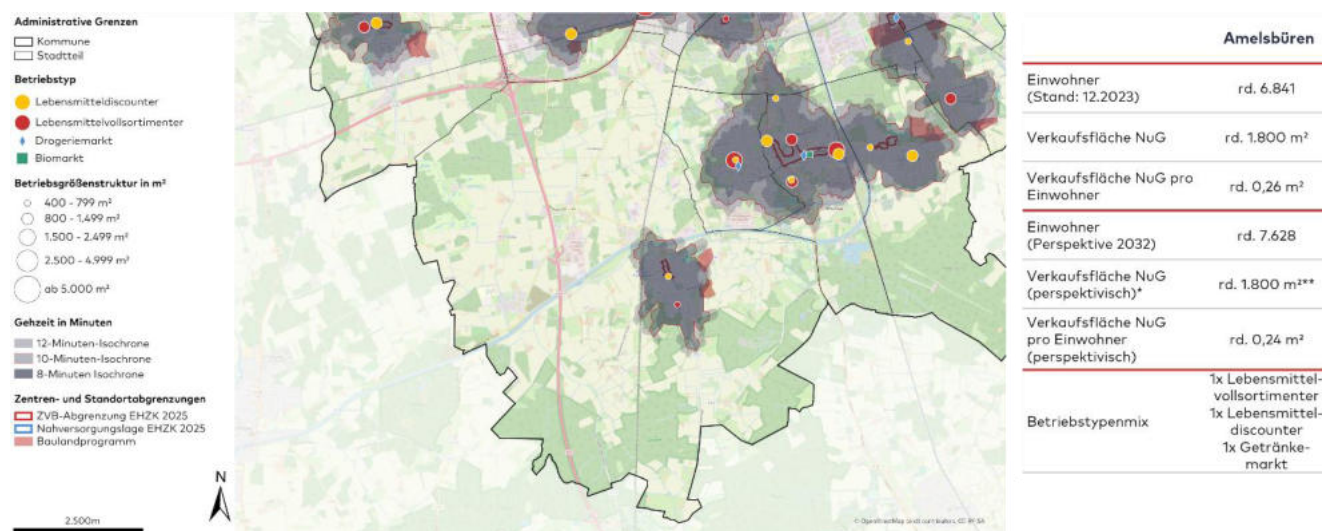 Administrative Grenzen
Kommune
Stadtteil
Betriebstyp
Lebensmitteldiscounter
Lebensmittelvollsortimenter
Drogeriemarkt
Biomarkt
Betriebsgrößenstruktur in m²
400 - 799 m²
800 - 1.499 m²
1.500 - 2.499 m²
2.500 - 4.999 m²
ab 5.000 m²
Gehzeit in Minuten
12-Minuten-Isochrone
10-Minuten-Isochrone
8-Minuten Isochrone
Zentren- und Standortabgrenzungen
ZVB-Abgrenzung EHZK 2025
Nahversorgungslage EHZK 2025
Baulandprogramm
N
2.500m
Amelsbüren
Einwohner
(Stand: 12.2023)
rd. 6.841
Verkaufsfläche NuG
rd. 1.800 m²
Verkaufsfläche NuG pro
Einwohner
rd. 0,26 m²
Einwohner
(Perspektive 2032)
rd. 7.628
Verkaufsfläche NuG
(perspektivisch)*
rd. 1.800 m²**
Verkaufsfläche NuG
pro Einwohner
(perspektivisch)
rd. 0,24 m²
Betriebstypenmix
1x Lebensmittel-
vollsortimenter
1x Lebensmittel-
discounter
1x Getränke-
markt